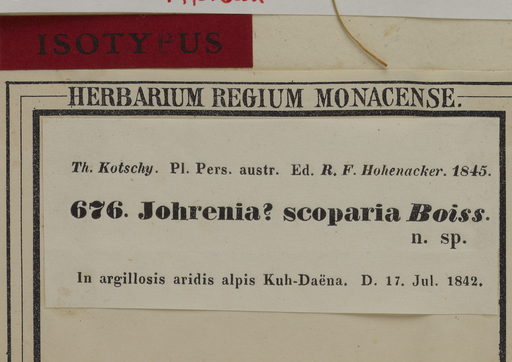 ISOTYPUS
HERBARIUM REGIUM MONACENSE.
Th. Kotschy. Pl. Pers. austr. Ed. R. F. Hohenacker. 1845.
676. Johrenia? scoparia Boiss.
n. sp.
In argillosis aridis alpis Kuh-Daëna. D. 17. Jul. 1842.